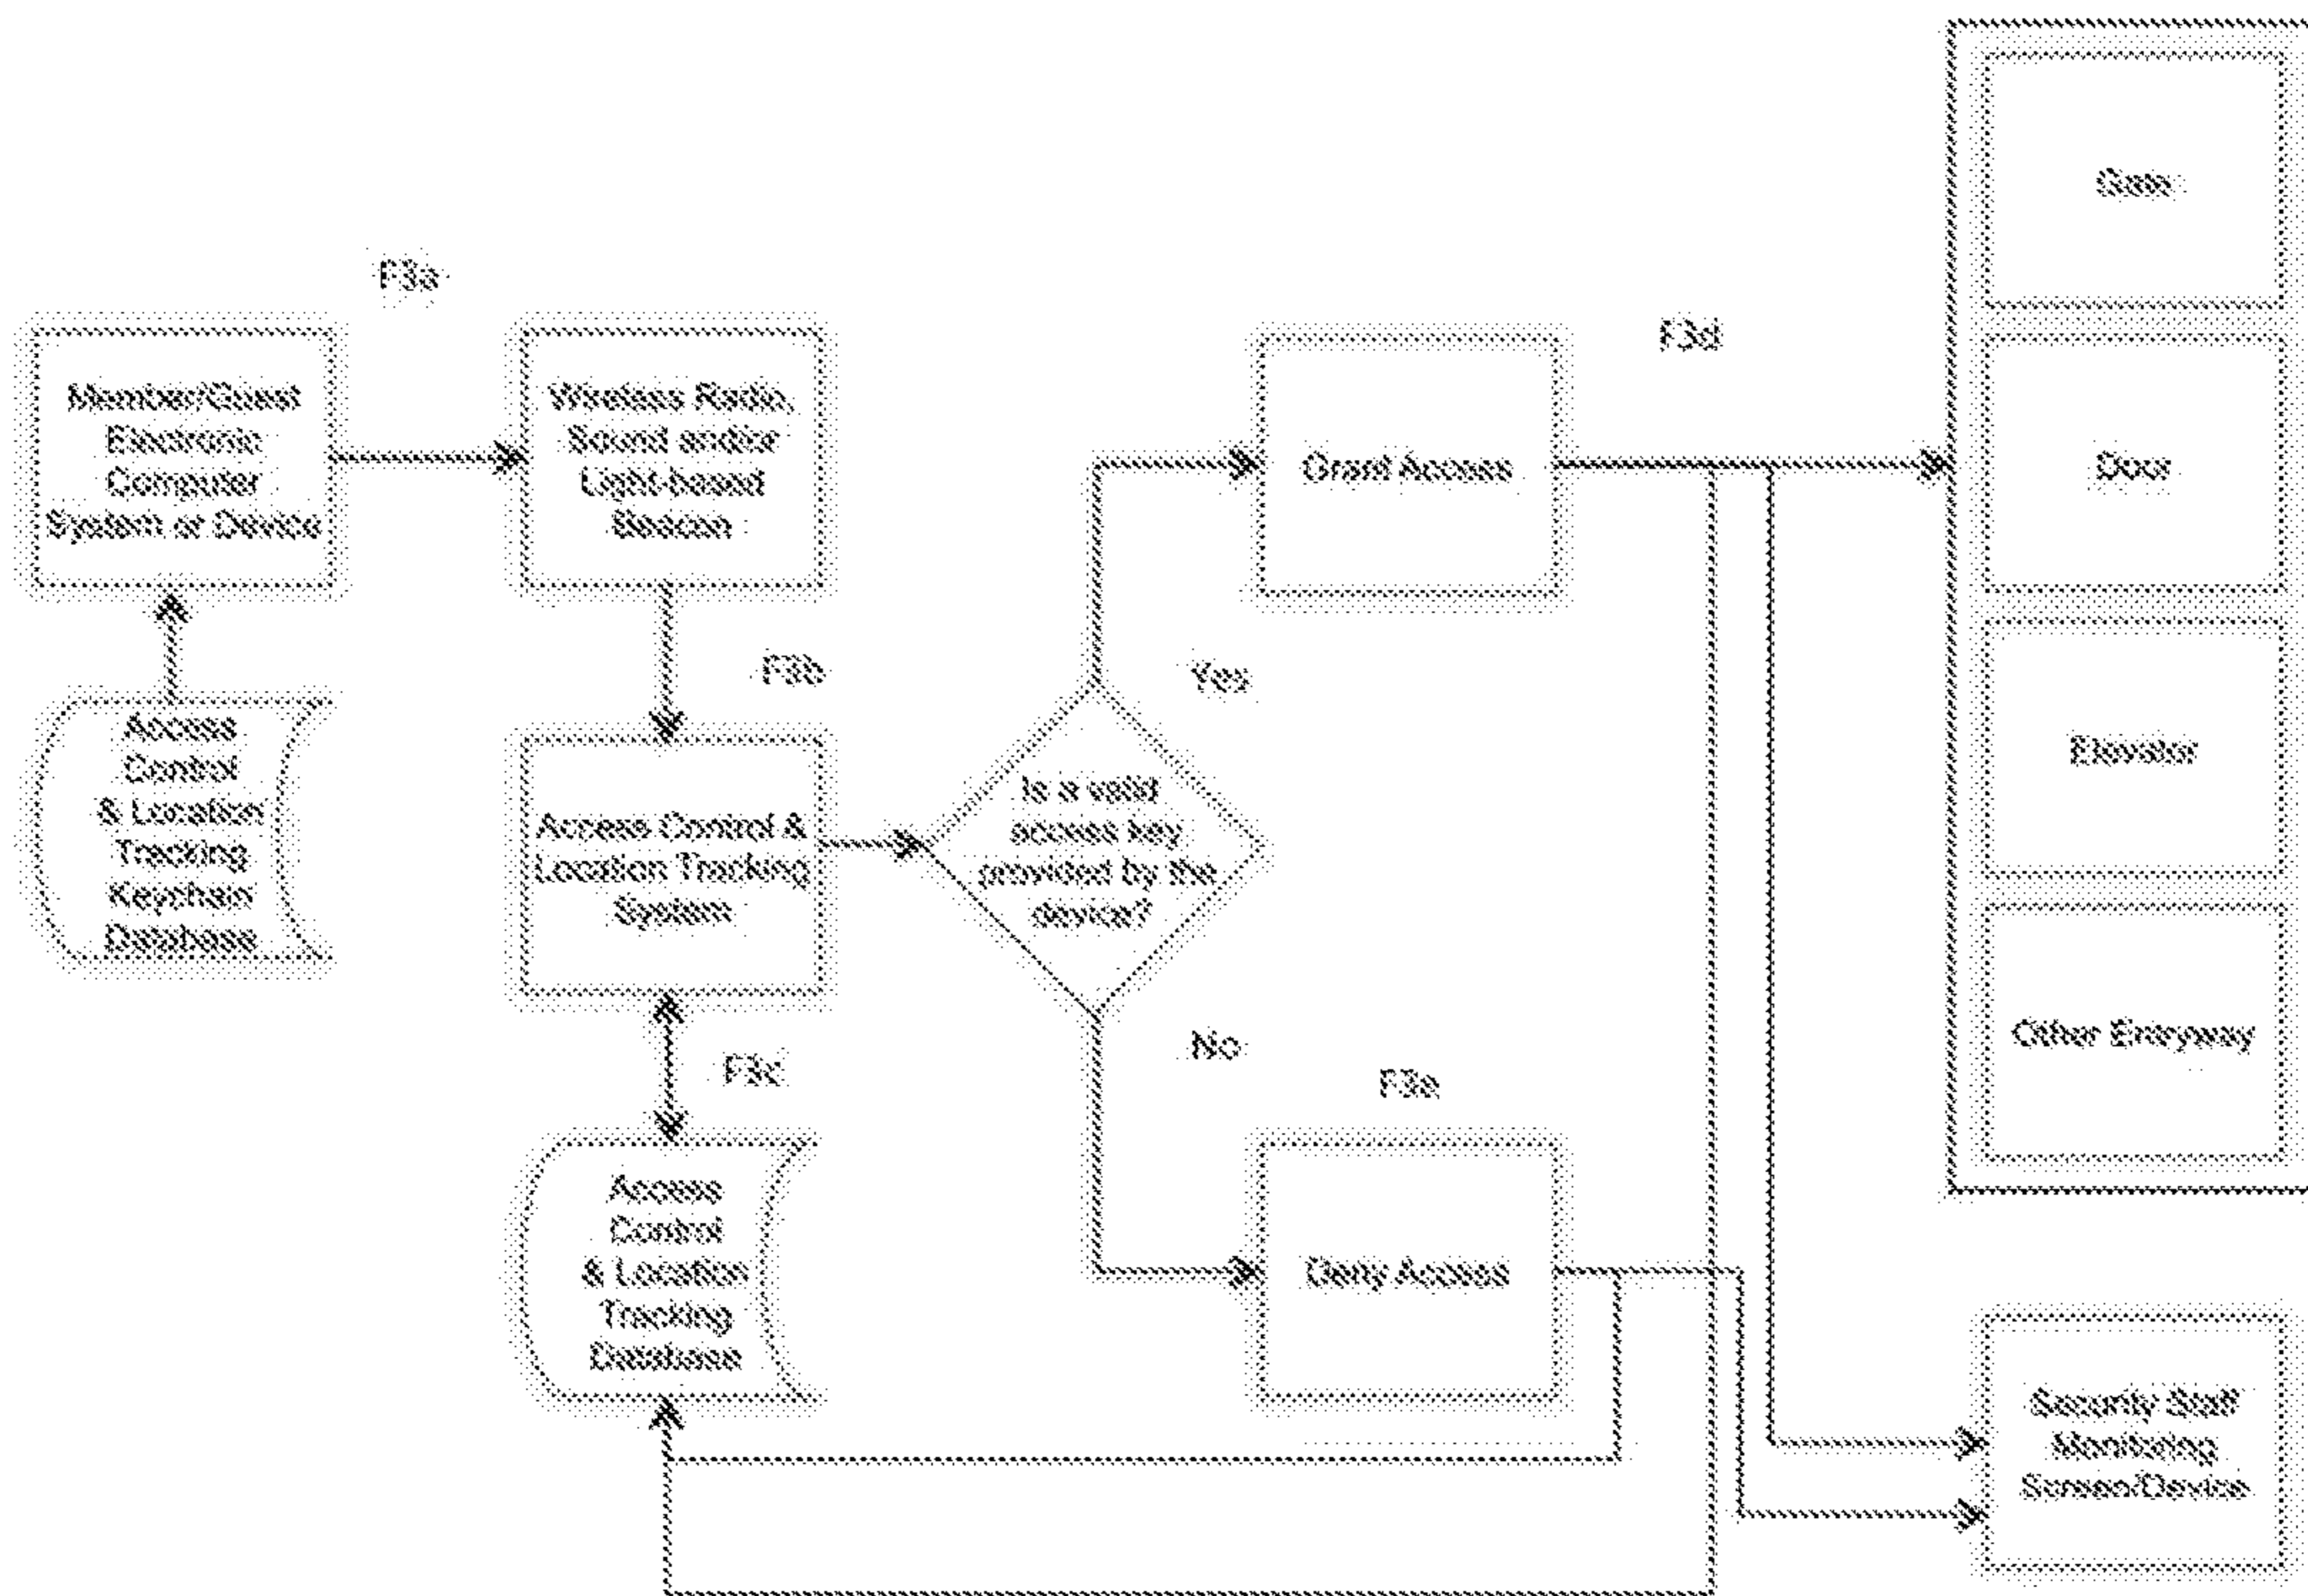 F3a
Member/Guest
Electronic
Computer
System or Device
Wireless Radio,
Sound and/or
Light-based
Beacon
Access
Control
& Location
Tracking
Keychain
Database
F3b
Access Control &
Location Tracking
System
F3c
Access
Control
& Location
Tracking
Database
Is a valid
access key
provided by the
device?
Yes
Grant Access
F3d
No
F3e
Deny Access
Gate
Door
Elevator
Other Entryway
Security Staff
Monitoring
Screen/Device